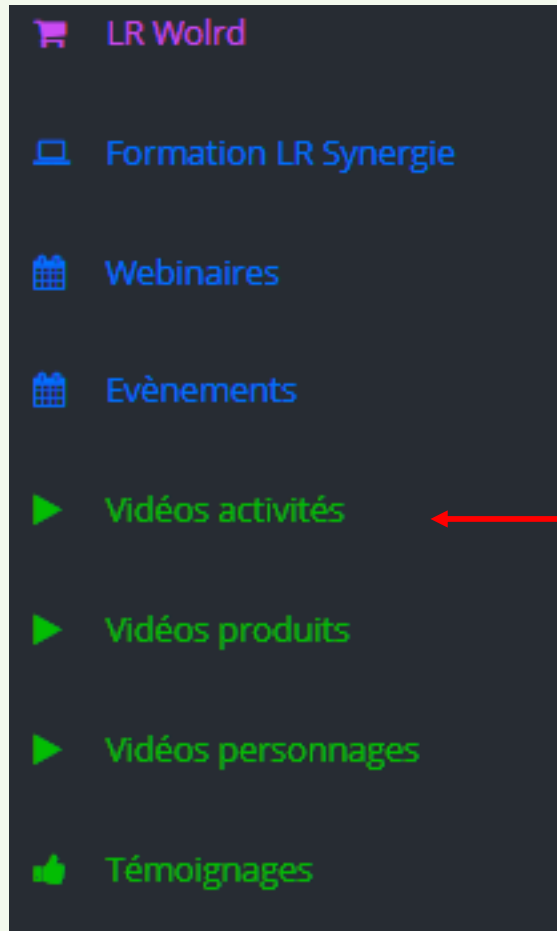 LR Wolrd
Formation LR Synergie
Webinaires
Evènements
Vidéos activités
Vidéos produits
Vidéos personnages
Témoignages